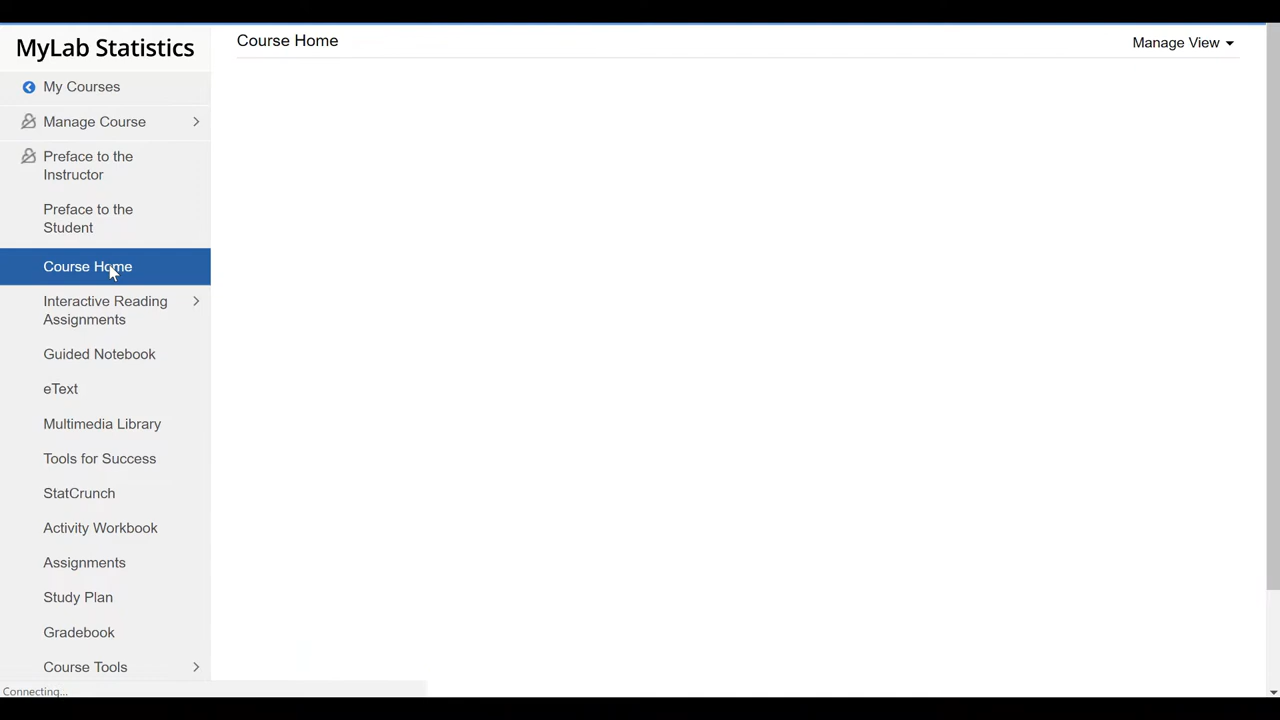 MyLab Statistics
Course Home
Manage View
My Courses
Manage Course
Preface to the
Instructor
Preface to the
Student
Course Home
Interactive Reading
Assignments
Guided Notebook
eText
Multimedia Library
Tools for Success
StatCrunch
Activity Workbook
Assignments
Study Plan
Gradebook
Course Tools
Connecting...